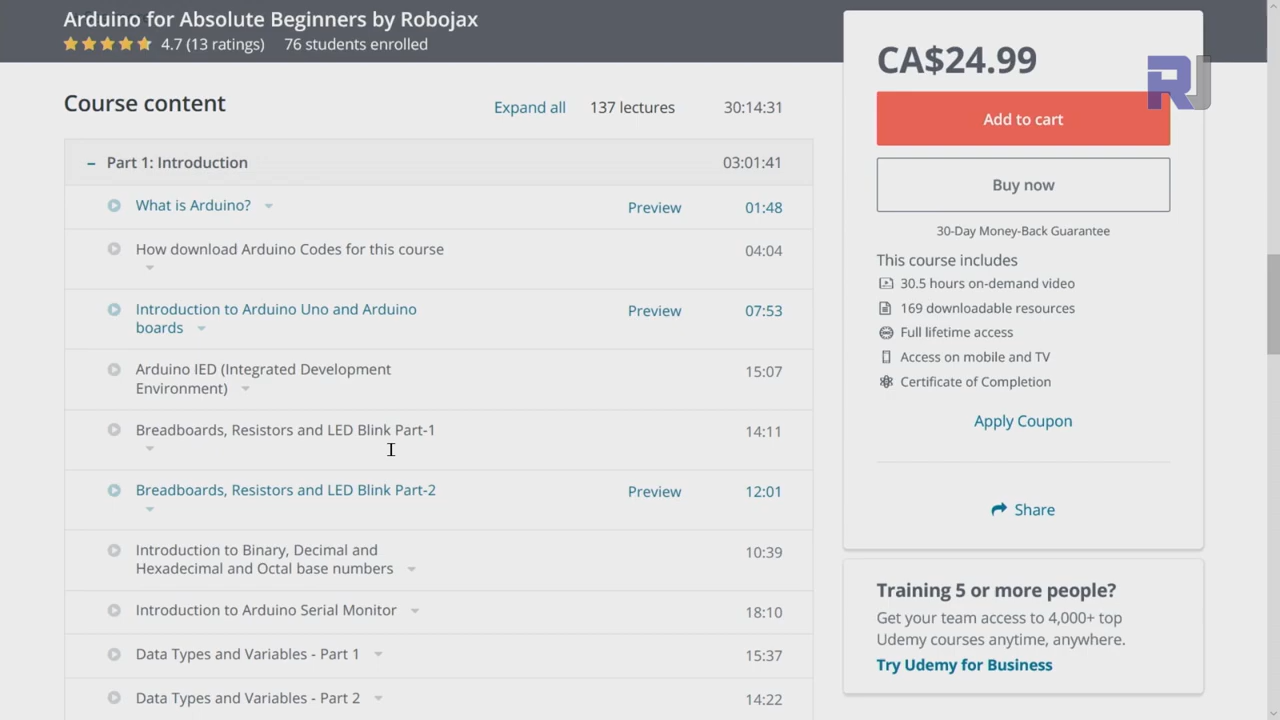 Arduino for Absolute Beginners by Robojax
4.7 (13 ratings) 76 students enrolled
Course content
Expand all 137 lectures 30:14:31
– Part 1: Introduction 03:01:41
What is Arduino? Preview 01:48
How download Arduino Codes for this course 04:04
Introduction to Arduino Uno and Arduino
boards Preview 07:53
Arduino IED (Integrated Development
Environment) 15:07
Breadboards, Resistors and LED Blink Part-1 14:11
Breadboards, Resistors and LED Blink Part-2 Preview 12:01
Introduction to Binary, Decimal and
Hexadecimal and Octal base numbers 10:39
Introduction to Arduino Serial Monitor 18:10
Data Types and Variables - Part 1 15:37
Data Types and Variables - Part 2 14:22
CA$24.99
RJ
Add to cart
Buy now
30-Day Money-Back Guarantee
This course includes
30.5 hours on-demand video
169 downloadable resources
Full lifetime access
Access on mobile and TV
Certificate of Completion
Apply Coupon
Share
Training 5 or more people?
Get your team access to 4,000+ top
Udemy courses anytime, anywhere.
Try Udemy for Business